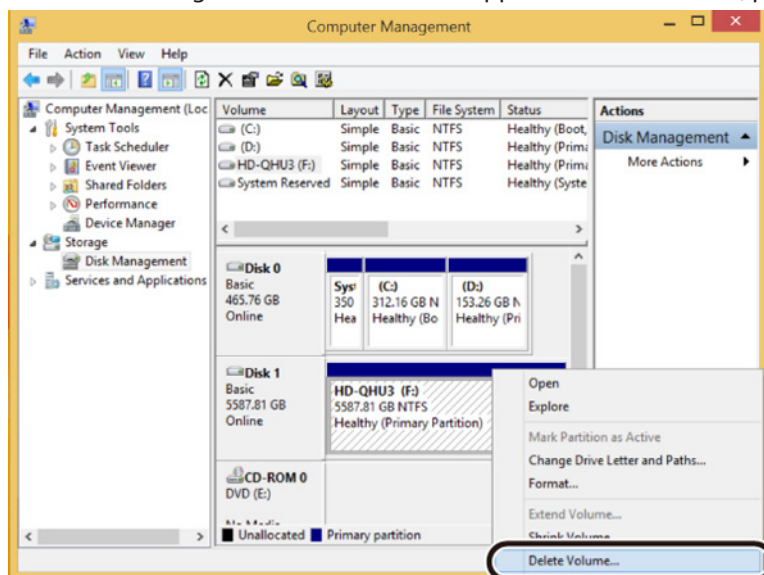 Computer Management
File Action View Help
Computer Management (Loc
System Tools
Task Scheduler
Event Viewer
Shared Folders
Performance
Device Manager
Storage
Disk Management
Services and Applications
Volume Layout Type File System Status
(C:) Simple Basic NTFS Healthy (Boot,
(D:) Simple Basic NTFS Healthy (Prima
HD-QHU3 (F:) Simple Basic NTFS Healthy (Prima
System Reserved Simple Basic NTFS Healthy (Syste
Actions
Disk Management
More Actions
Disk 0
Basic
465.76 GB
Online
Sys
350
Hea
(C:)
312.16 GB N
Healthy (Bo
(D:)
153.26 GB N
Healthy (Pri
Disk 1
Basic
5587.81 GB
Online
HD-QHU3 (F:)
5587.81 GB NTFS
Healthy (Primary Partition)
CD-ROM 0
DVD (E:)
No Media
Unallocated Primary partition
Open
Explore
Mark Partition as Active
Change Drive Letter and Paths...
Format...
Extend Volume...
Shrink Volume
Delete Volume...